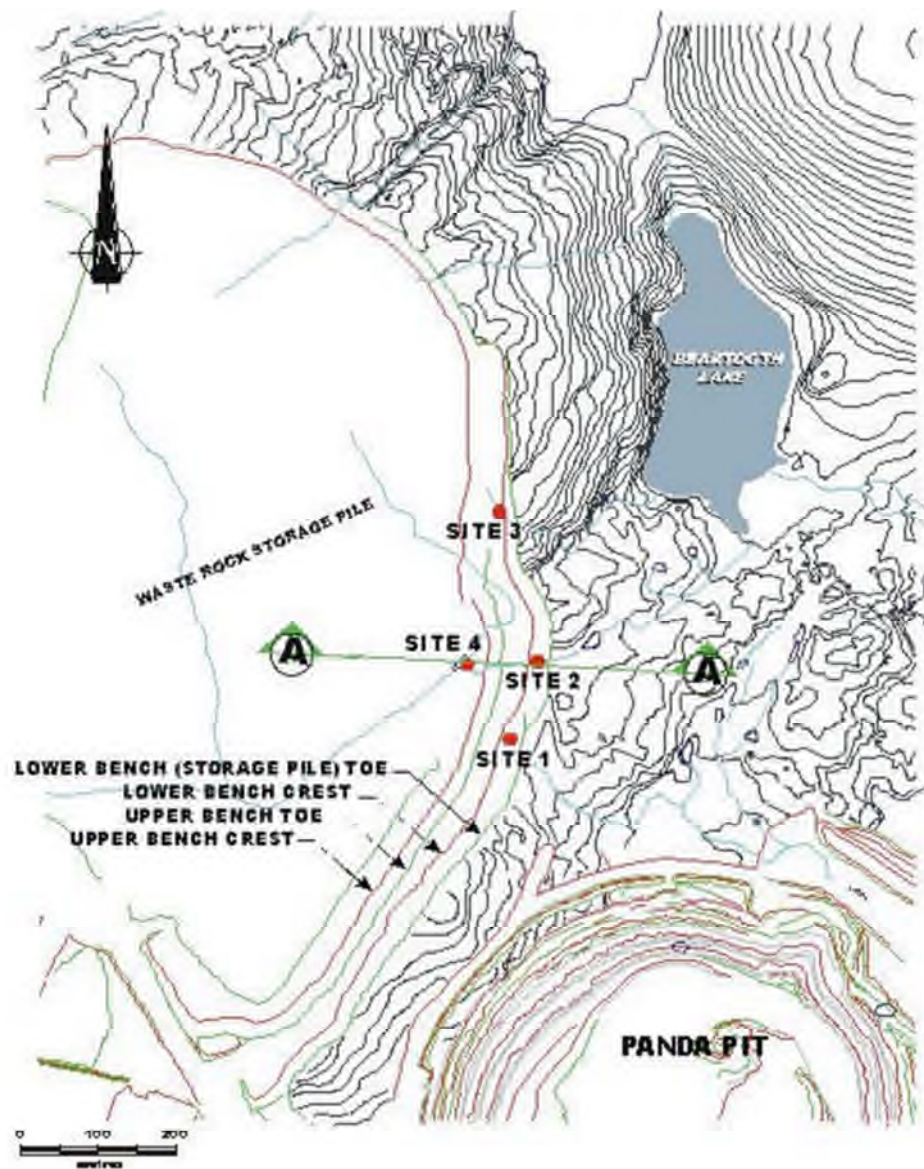 N
BEARTOOTH
LAKE
SITE 3
WASTE ROCK STORAGE PILE
A
SITE 4
A
SITE 2
SITE 1
LOWER BENCH (STORAGE PILE) TOE
LOWER BENCH CREST
UPPER BENCH TOE
UPPER BENCH CREST
PANDA PIT
0 100 200
metres